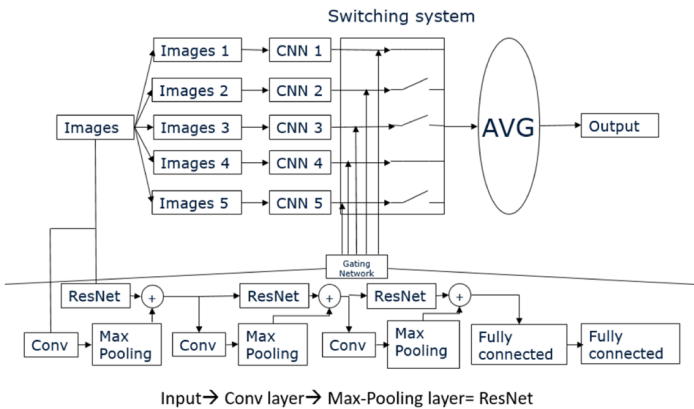 Switching system
Images 1
CNN 1
Images 2
CNN 2
Images
Images 3
CNN 3
AVG
Output
Images 4
CNN 4
Images 5
CNN 5
Gating
Network
ResNet
+
ResNet
+
ResNet
+
Conv
Max
Pooling
Conv
Max
Pooling
Conv
Max
Pooling
Fully
connected
Fully
connected
Input→ Conv layer→ Max-Pooling layer= ResNet